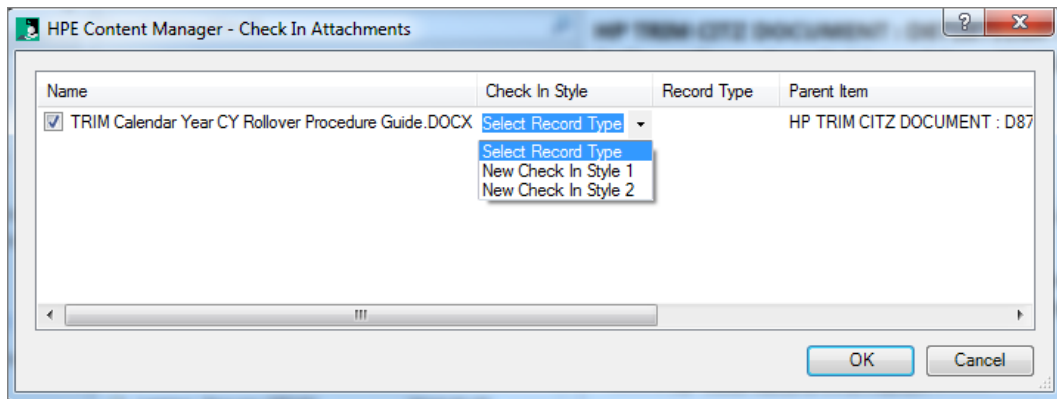 HPE Content Manager - Check In Attachments
Name Check In Style Record Type Parent Item
TRIM Calendar Year CY Rollover Procedure Guide.DOCX Select Record Type HP TRIM CITZ DOCUMENT : D87
Select Record Type
New Check In Style 1
New Check In Style 2
OK Cancel